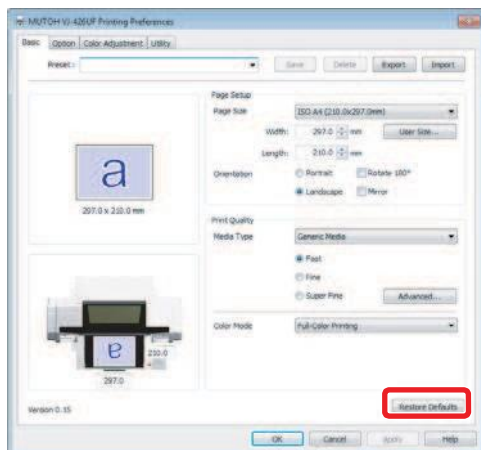 MUTOH VJ-426UF Printing Preferences
Basic Option Color Adjustment Utility
Preset : Save Delete Export Import
Page Setup
Page Size ISO A4 (210.0x297.0mm)
Width: 297.0 mm User Size...
Length: 210.0 mm
Orientation Portrait Rotate 180°
Landscape Mirror
a
297.0 x 210.0 mm
Print Quality
Media Type Generic Media
Fast
Fine
Super Fine Advanced...
Color Mode Full-Color Printing
a
210.0
297.0
Version 0.15 Restore Defaults
OK Cancel Apply Help